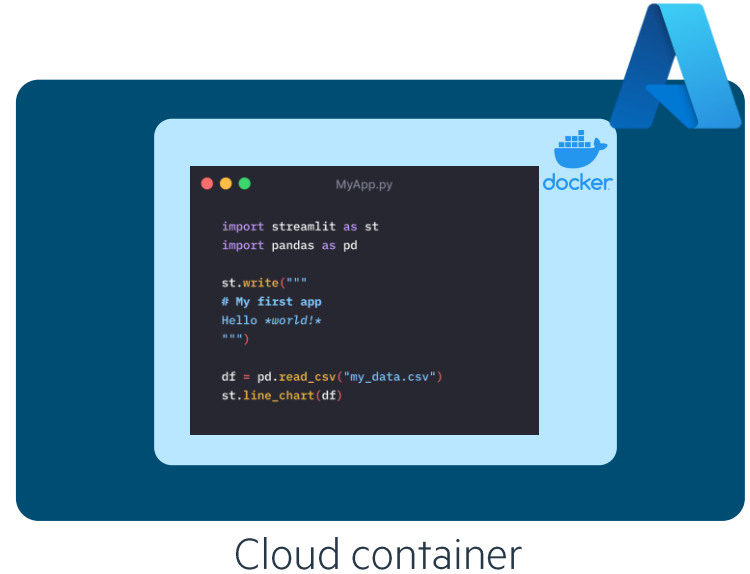 docker
MyApp.py
import streamlit as st
import pandas as pd
st.write("""
# My first app
Hello *world!*
""")
df = pd.read_csv("my_data.csv")
st.line_chart(df)
Cloud container